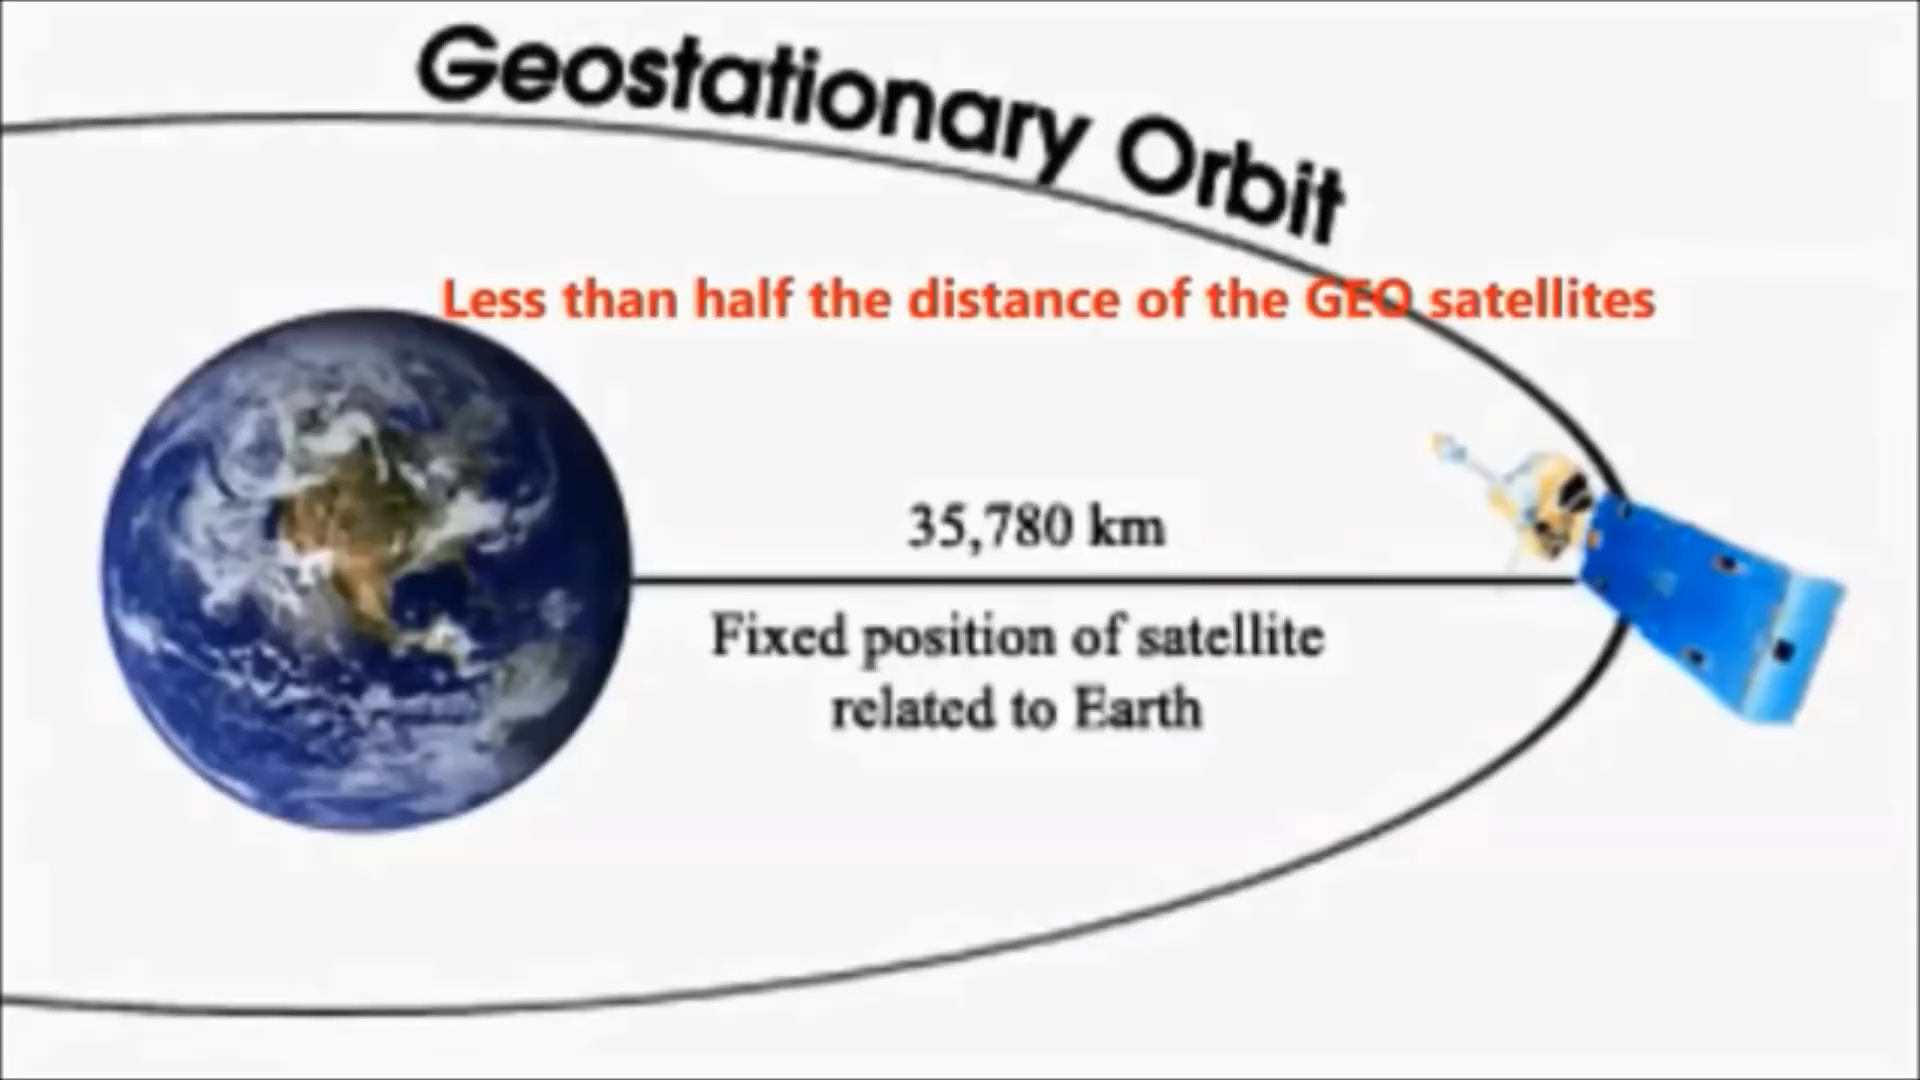 Geostationary Orbit
Less than half the distance of the GEO satellites
35,780 km
Fixed position of satellite
related to Earth